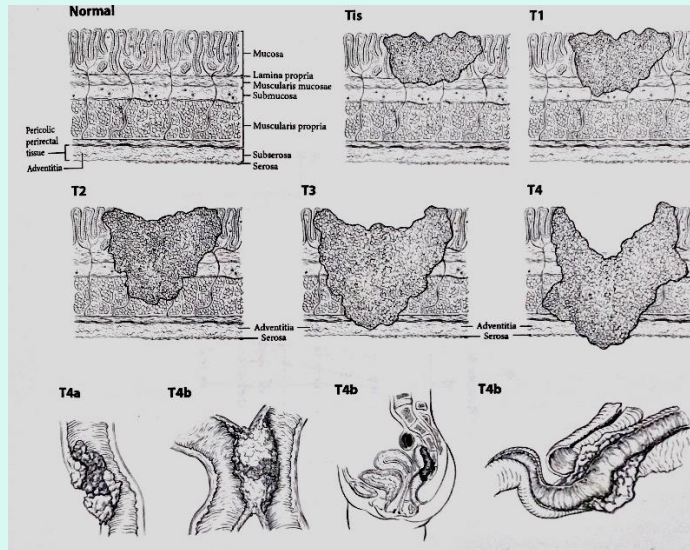 Normal
Mucosa
Lamina propria
Muscularis mucosae
Submucosa
Muscularis propria
Pericolic
perirectal
tissue
Subserosa
Adventitia
Serosa
Tis
T1
T2
T3
T4
Adventitia
Serosa
Adventitia
Serosa
T4a
T4b
T4b
T4b